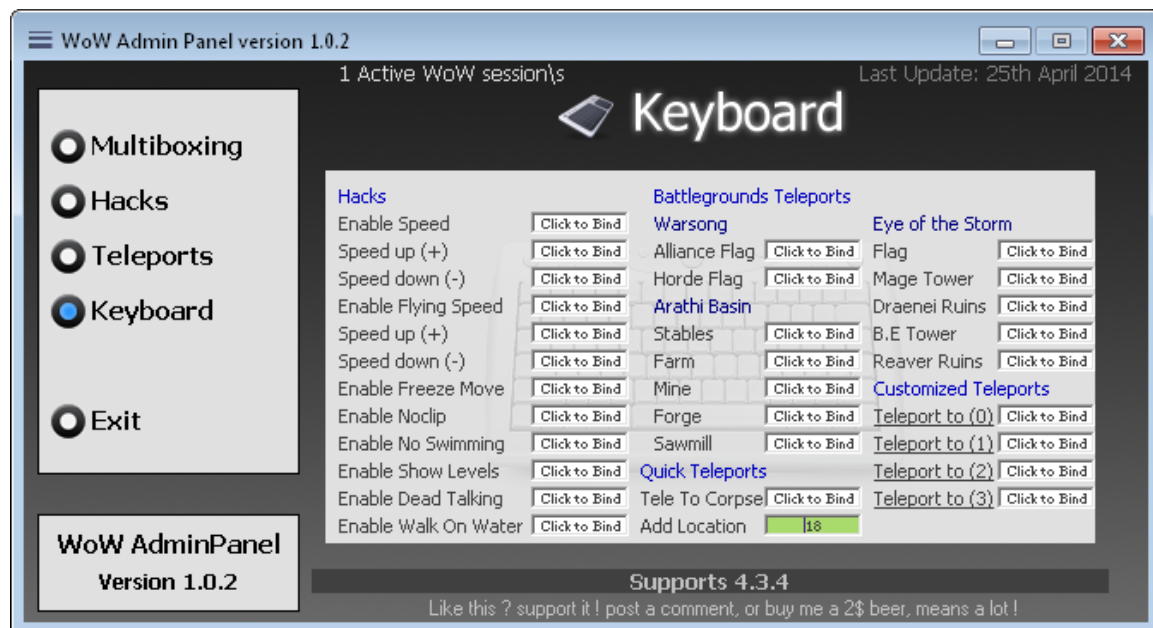 WoW Admin Panel version 1.0.2
1 Active WoW session\s
Last Update: 25th April 2014
Keyboard
Multiboxing
Hacks
Teleports
Keyboard
Exit
WoW AdminPanel
Version 1.0.2
Hacks
Enable Speed Click to Bind
Speed up (+) Click to Bind
Speed down (-) Click to Bind
Enable Flying Speed Click to Bind
Speed up (+) Click to Bind
Speed down (-) Click to Bind
Enable Freeze Move Click to Bind
Enable Noclip Click to Bind
Enable No Swimming Click to Bind
Enable Show Levels Click to Bind
Enable Dead Talking Click to Bind
Enable Walk On Water Click to Bind
Battlegrounds Teleports
Warsong
Alliance Flag Click to Bind
Horde Flag Click to Bind
Arathi Basin
Stables Click to Bind
Farm Click to Bind
Mine Click to Bind
Forge Click to Bind
Sawmill Click to Bind
Quick Teleports
Tele To Corpse Click to Bind
Add Location 18
Eye of the Storm
Flag Click to Bind
Mage Tower Click to Bind
Draenei Ruins Click to Bind
B.E Tower Click to Bind
Reaver Ruins Click to Bind
Customized Teleports
Teleport to (0) Click to Bind
Teleport to (1) Click to Bind
Teleport to (2) Click to Bind
Teleport to (3) Click to Bind
Supports 4.3.4
Like this ? support it ! post a comment, or buy me a 2$ beer, means a lot !